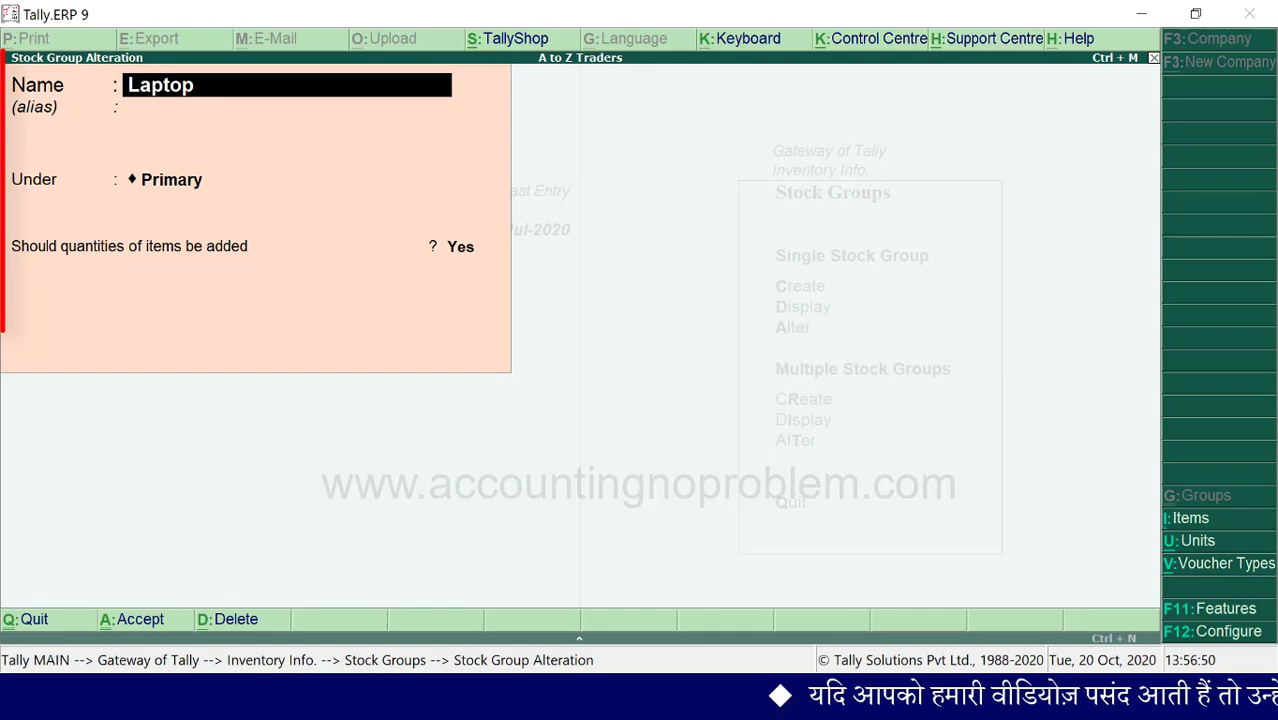 Tally.ERP 9
P: Print E: Export M: E-Mail O: Upload S: TallyShop G: Language K: Keyboard K: Control Centre H: Support Centre H: Help F3: Company
Stock Group Alteration A to Z Traders Ctrl + M F3: New Company
Name : Laptop
(alias) :
Under : ♦ Primary
Should quantities of items be added ? Yes
Gateway of Tally
Inventory Info.
Stock Groups
ast Entry
Jul-2020
Single Stock Group
Create
Display
Alter
Multiple Stock Groups
CReate
DIsplay
AlTer
www.accountingnoproblem.com
Quit
G: Groups
I: Items
U: Units
V: Voucher Types
F11: Features
F12: Configure
Q: Quit A: Accept D: Delete
Ctrl + N
Tally MAIN --> Gateway of Tally --> Inventory Info. --> Stock Groups --> Stock Group Alteration © Tally Solutions Pvt Ltd., 1988-2020 Tue, 20 Oct, 2020 13:56:50
◆ यदि आपको हमारी वीडियोज़ पसंद आती हैं तो उन्हे